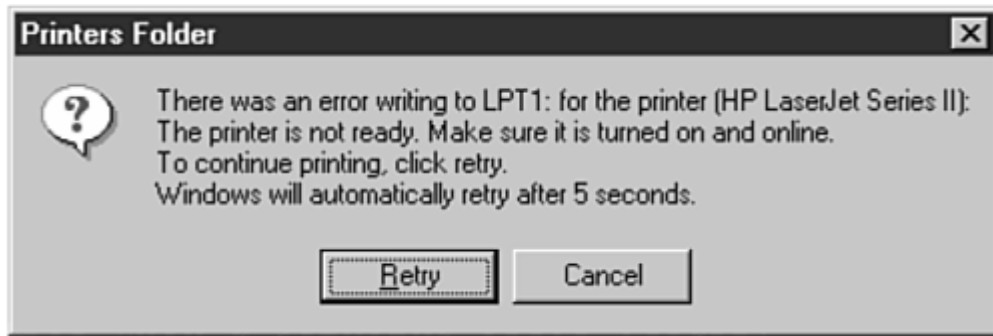 Printers Folder
There was an error writing to LPT1: for the printer (HP LaserJet Series II):
The printer is not ready. Make sure it is turned on and online.
To continue printing, click retry.
Windows will automatically retry after 5 seconds.
Retry
Cancel